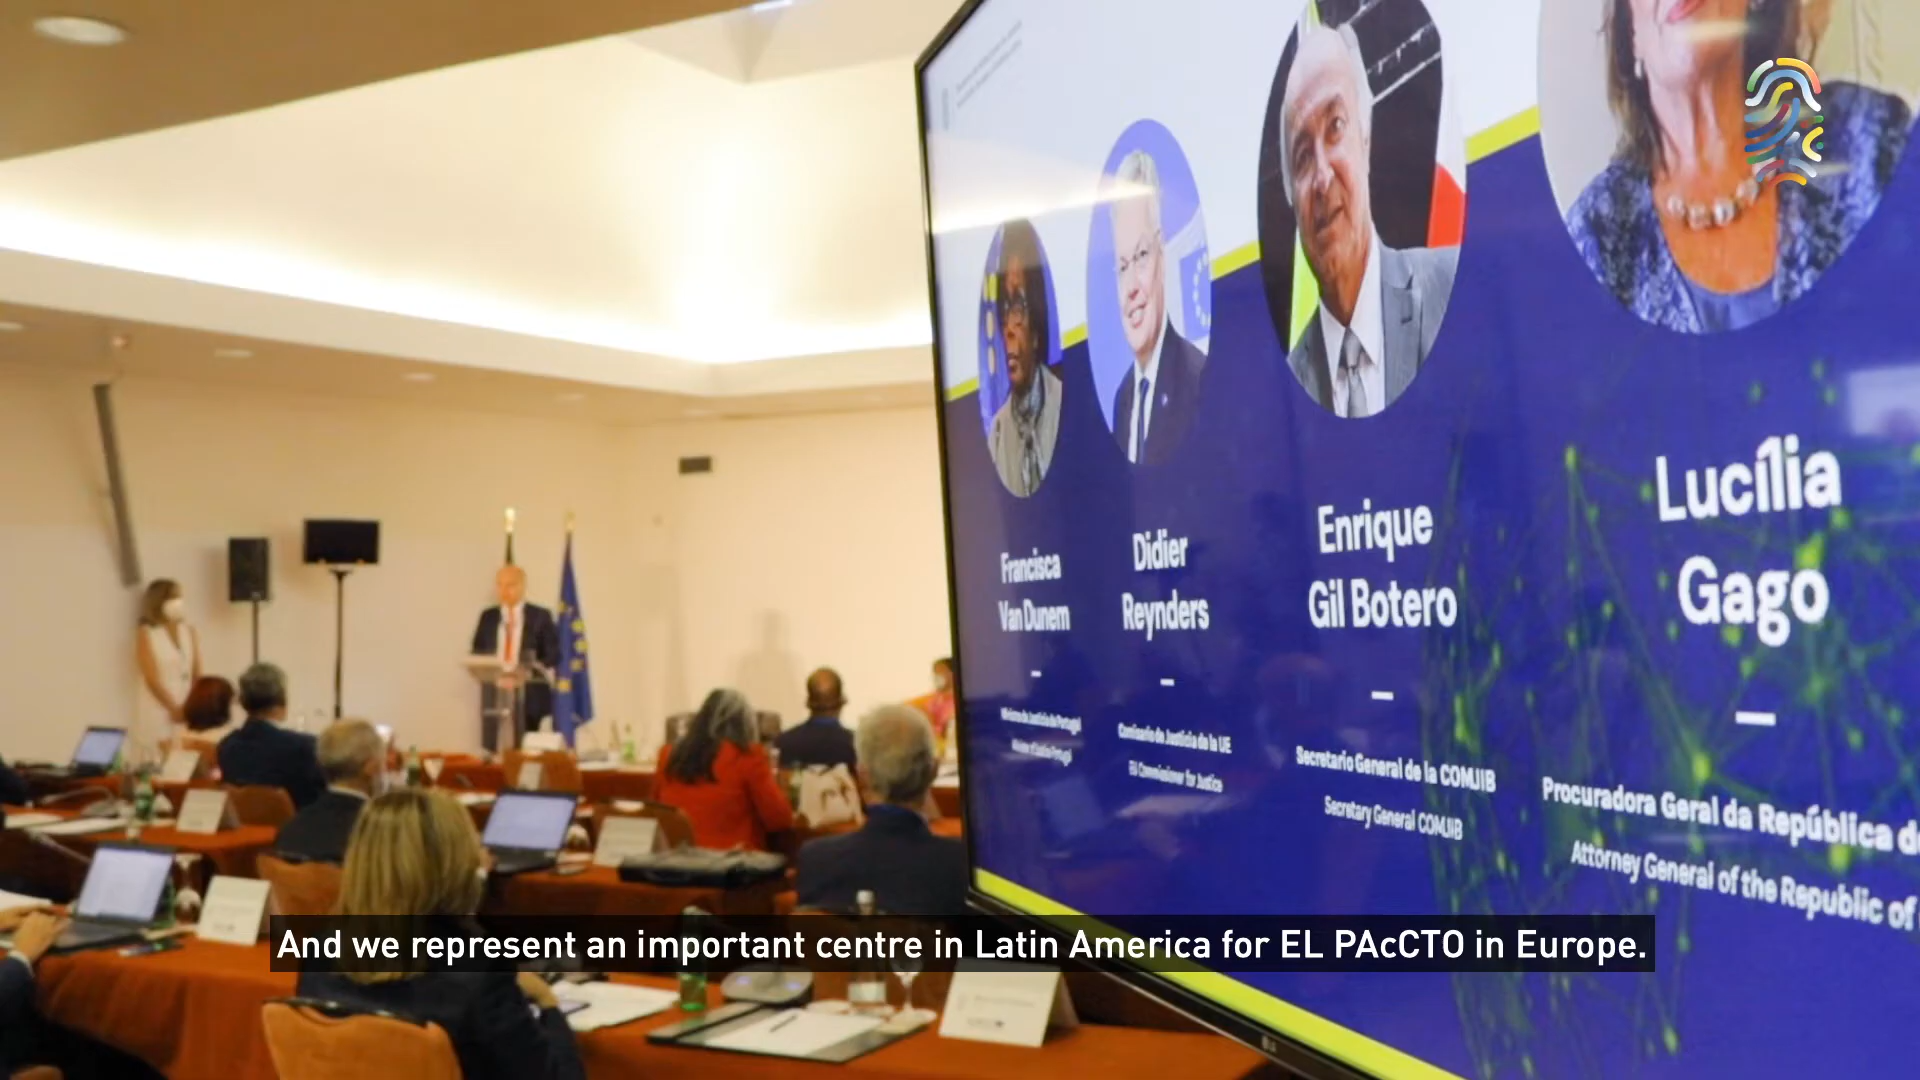 Francisca
Van Dunem
Ministra da Justicia de Portugal
Minister of Justice Portugal
Didier
Reynders
Comisario de Justicia de la UE
EU Commissioner for Justice
Enrique
Gil Botero
Secretario General de la COMJIB
Secretary General COMJIB
Lucília
Gago
Procuradora Geral da República d
Attorney General of the Republic of
LG
And we represent an important centre in Latin America for EL PAcCTO in Europe.